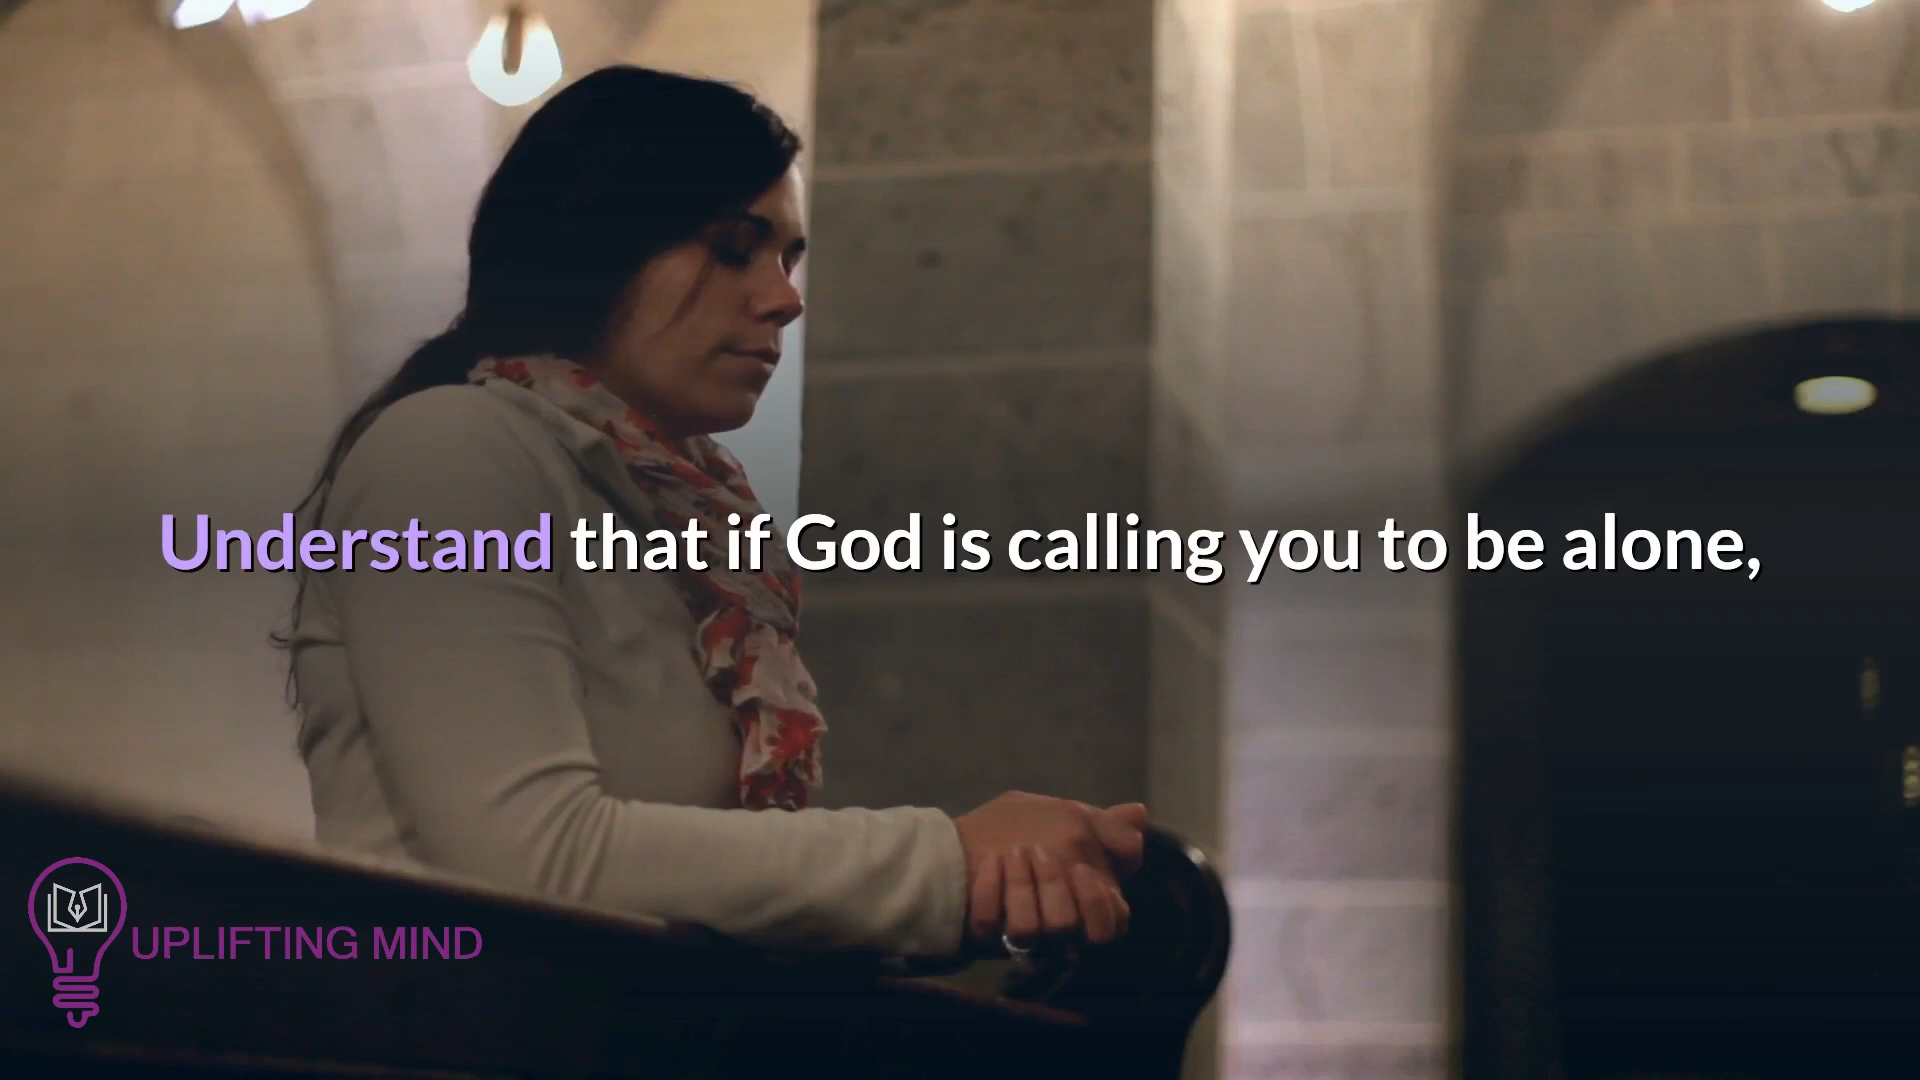 Understand that if God is calling you to be alone,
UPLIFTING MIND